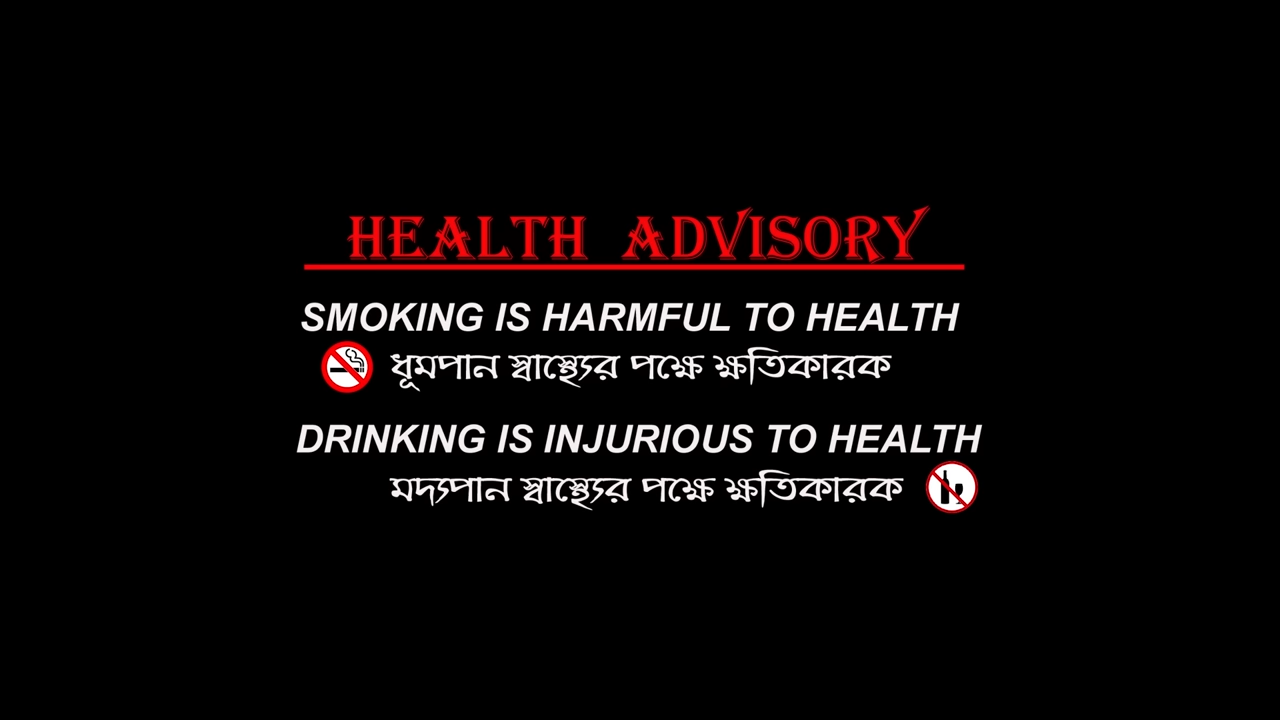 HEALTH ADVISORY
SMOKING IS HARMFUL TO HEALTH
ধূমপান স্বাস্থ্যের পক্ষে ক্ষতিকারক
DRINKING IS INJURIOUS TO HEALTH
মদ্যপান স্বাস্থ্যের পক্ষে ক্ষতিকারক